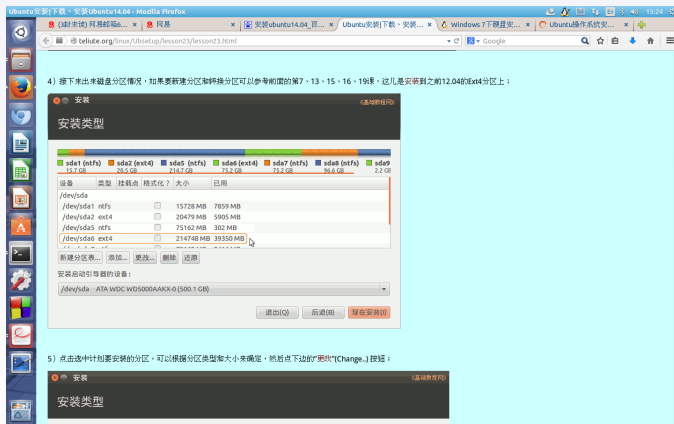 Ubuntu安装|下载、安装Ubuntu14.04 - Mozilla Firefox
15:24
(3封未读) 网易邮箱6... ×
网易 ×
安装ubuntu14.04_百... ×
Ubuntu安装|下载、安装... ×
Windows 7下硬盘安... ×
Ubuntu操作系统安... ×
teliute.org/linux/Ubsetup/lesson23/lesson23.html
Google
4）接下来出来磁盘分区情况，如果要新建分区和转换分区可以参考前面的第7、13、15、16、19课，这儿是安装到之前12.04的Ext4分区上；
安装
《基础教程网》
安装类型
sda1 (ntfs) sda2 (ext4) sda5 (ntfs) sda6 (ext4) sda7 (ntfs) sda8 (ntfs) sda9
15.7 GB 20.5 GB 214.7 GB 75.2 GB 75.2 GB 96.6 GB 2.2 GB
设备 类型 挂载点 格式化？ 大小 已用
/dev/sda
/dev/sda1 ntfs 15728 MB 7859 MB
/dev/sda2 ext4 20479 MB 5905 MB
/dev/sda5 ntfs 75162 MB 302 MB
/dev/sda6 ext4 214748 MB 39350 MB
新建分区表... 添加... 更改... 删除 还原
安装启动引导器的设备：
/dev/sda ATA WDC WD5000AAKX-0 (500.1 GB)
退出(Q) 后退(B) 现在安装(I)
5）点击选中计划要安装的分区，可以根据分区类型和大小来确定，然后点下边的“更改”(Change..) 按钮；
安装
《基础教程网》
安装类型